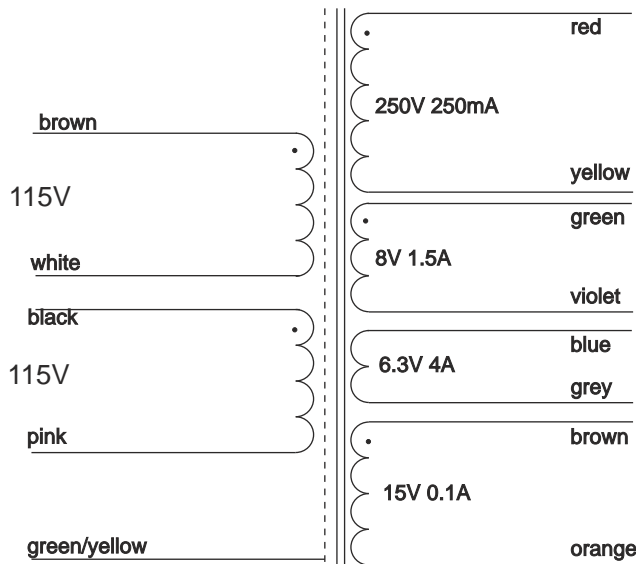 brown
115V
white
black
115V
pink
green/yellow
red
250V 250mA
yellow
green
8V 1.5A
violet
blue
6.3V 4A
grey
brown
15V 0.1A
orange